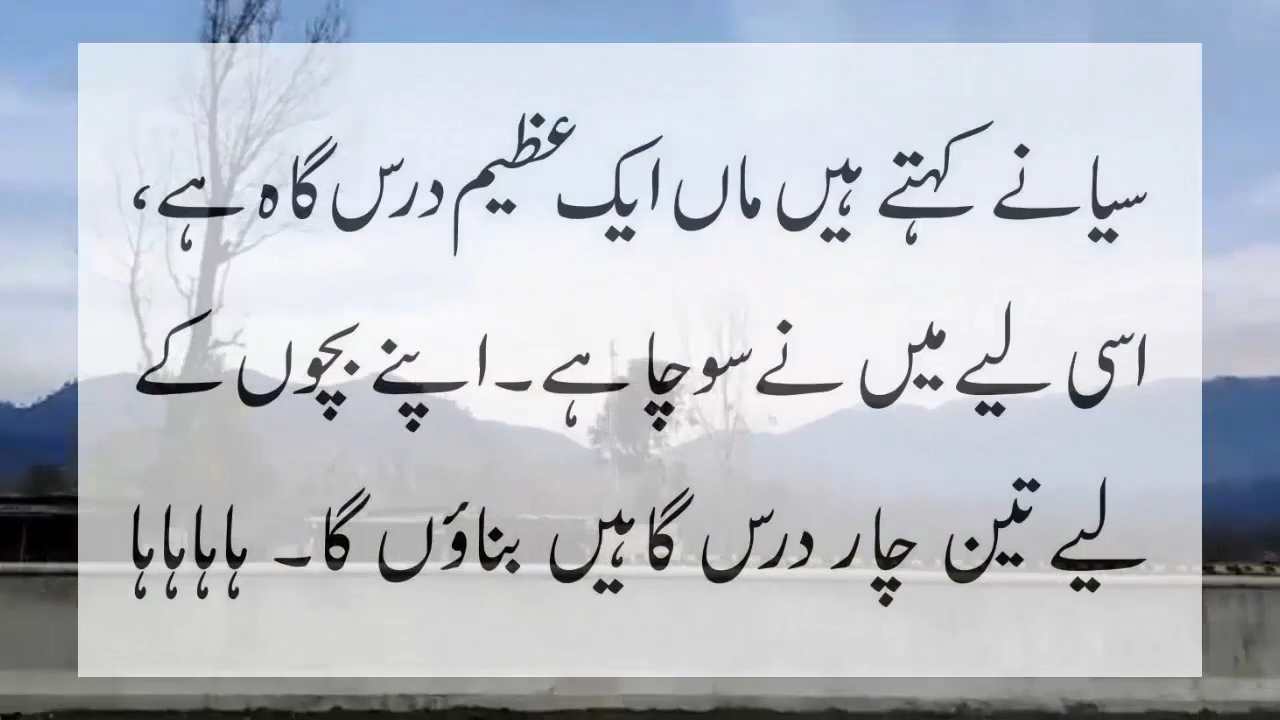 سیانے کہتے ہیں ماں ایک عظیم درس گاہ ہے،
اسی لیے میں نے سوچا ہے۔ اپنے بچوں کے
لیے تین چار درس گاہیں بناؤں گا۔ ہاہاہاہا